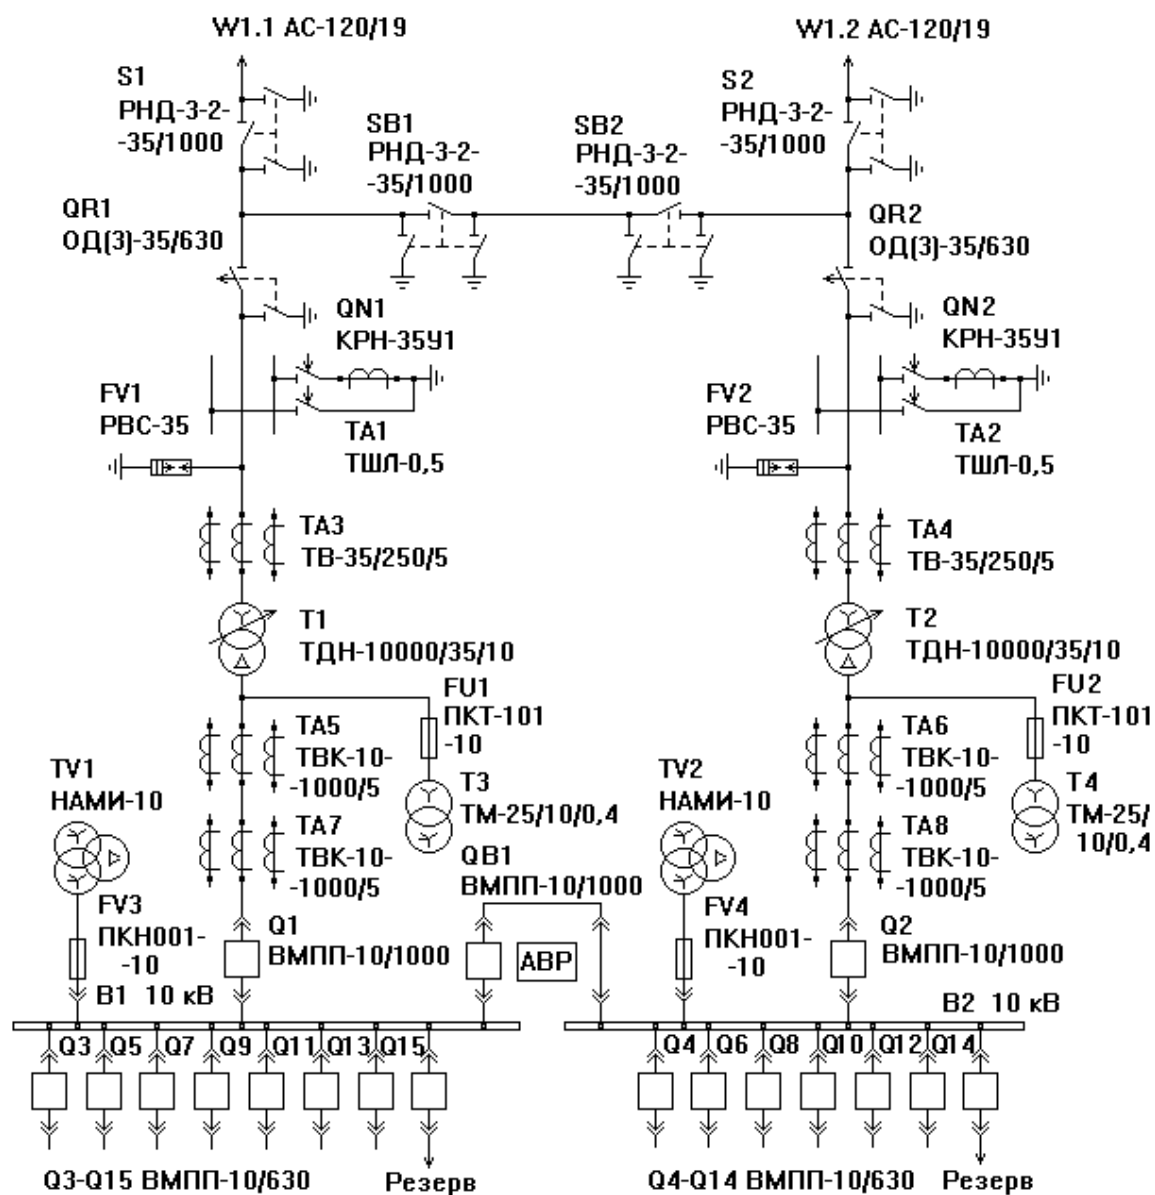 W1.1 АС-120/19
W1.2 АС-120/19
S1
РНД-3-2-
-35/1000
SB1
РНД-3-2-
-35/1000
SB2
РНД-3-2-
-35/1000
S2
РНД-3-2-
-35/1000
QR1
ОД(3)-35/630
QR2
ОД(3)-35/630
QN1
КРН-35У1
QN2
КРН-35У1
FV1
РВС-35
TA1
ТШЛ-0,5
FV2
РВС-35
TA2
ТШЛ-0,5
TA3
ТВ-35/250/5
TA4
ТВ-35/250/5
T1
ТДН-10000/35/10
T2
ТДН-10000/35/10
FU1
ПКТ-101
-10
FU2
ПКТ-101
-10
TA5
ТВК-10-
-1000/5
TA6
ТВК-10-
-1000/5
TV1
НАМИ-10
T3
ТМ-25/10/0,4
TV2
НАМИ-10
T4
ТМ-25/
10/0,4
TA7
ТВК-10-
-1000/5
QB1
ВМПП-10/1000
TA8
ТВК-10-
-1000/5
FV3
ПКН001-
-10
Q1
ВМПП-10/1000
АВР
FV4
ПКН001-
-10
Q2
ВМПП-10/1000
B1 10 кВ
B2 10 кВ
Q3 Q5 Q7 Q9 Q11 Q13 Q15
Q4 Q6 Q8 Q10 Q12 Q14
Q3-Q15 ВМПП-10/630
Резерв
Q4-Q14 ВМПП-10/630
Резерв